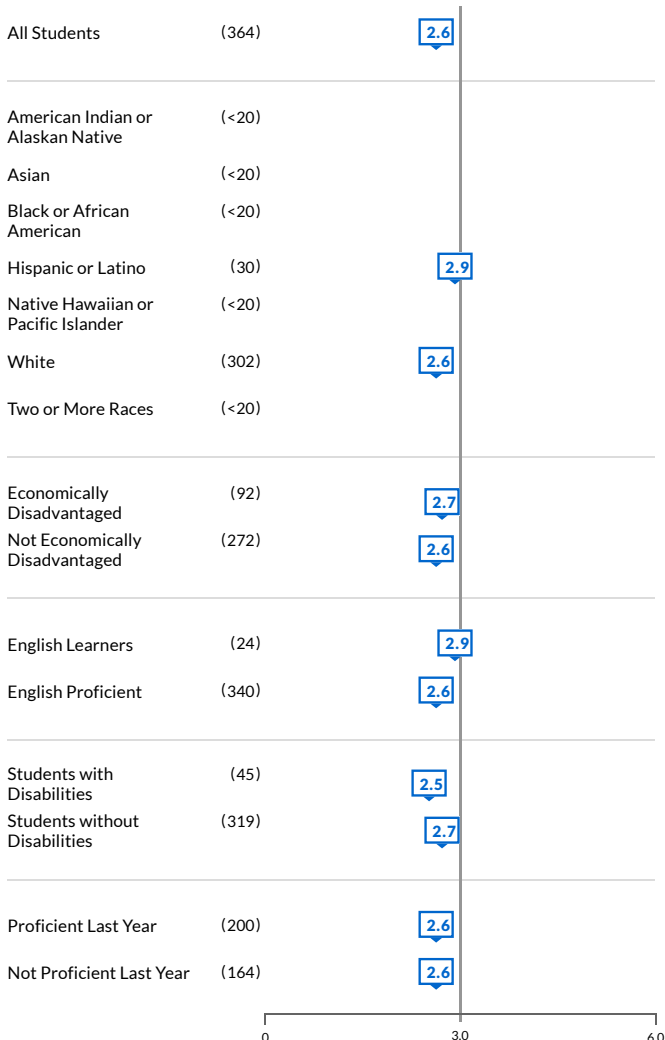 All Students (364) 2.6
American Indian or (<20)
Alaskan Native
Asian (<20)
Black or African (<20)
American
Hispanic or Latino (30) 2.9
Native Hawaiian or (<20)
Pacific Islander
White (302) 2.6
Two or More Races (<20)
Economically (92) 2.7
Disadvantaged
Not Economically (272) 2.6
Disadvantaged
English Learners (24) 2.9
English Proficient (340) 2.6
Students with (45) 2.5
Disabilities
Students without (319) 2.7
Disabilities
Proficient Last Year (200) 2.6
Not Proficient Last Year (164) 2.6
0 3.0 6.0